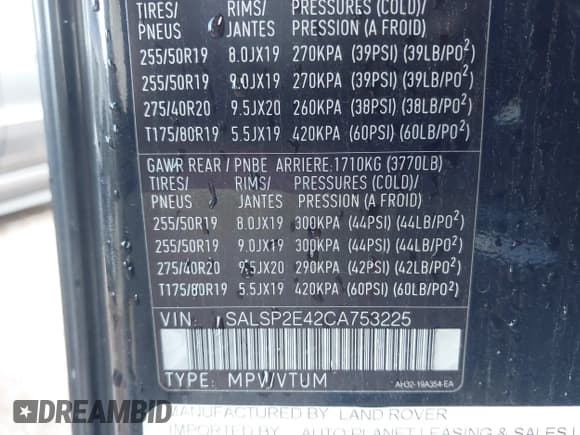 TIRES/ RIMS/ PRESSURES (COLD)/
PNEUS JANTES PRESSION (A FROID)
255/50R19 8.0JX19 270KPA (39PSI) (39LB/PO²)
255/50R19 9.0JX19 270KPA (39PSI) (39LB/PO²)
275/40R20 9.5JX20 260KPA (38PSI) (38LB/PO²)
T175/80R19 5.5JX19 420KPA (60PSI) (60LB/PO²)
GAWR REAR / PNBE ARRIERE:1710KG (3770LB)
TIRES/ RIMS/ PRESSURES (COLD)/
PNEUS JANTES PRESSION (A FROID)
255/50R19 8.0JX19 300KPA (44PSI) (44LB/PO²)
255/50R19 9.0JX19 300KPA (44PSI) (44LB/PO²)
275/40R20 9.5JX20 290KPA (42PSI) (42LB/PO²)
T175/80R19 5.5JX19 420KPA (60PSI) (60LB/PO²)
VIN: SALSP2E42CA753225
TYPE: MPV/VTUM
AH32-19A354-EA
MANUFACTURED BY LAND ROVER
AUTO PLANET LEASING & SALES
©AutoBidMaster